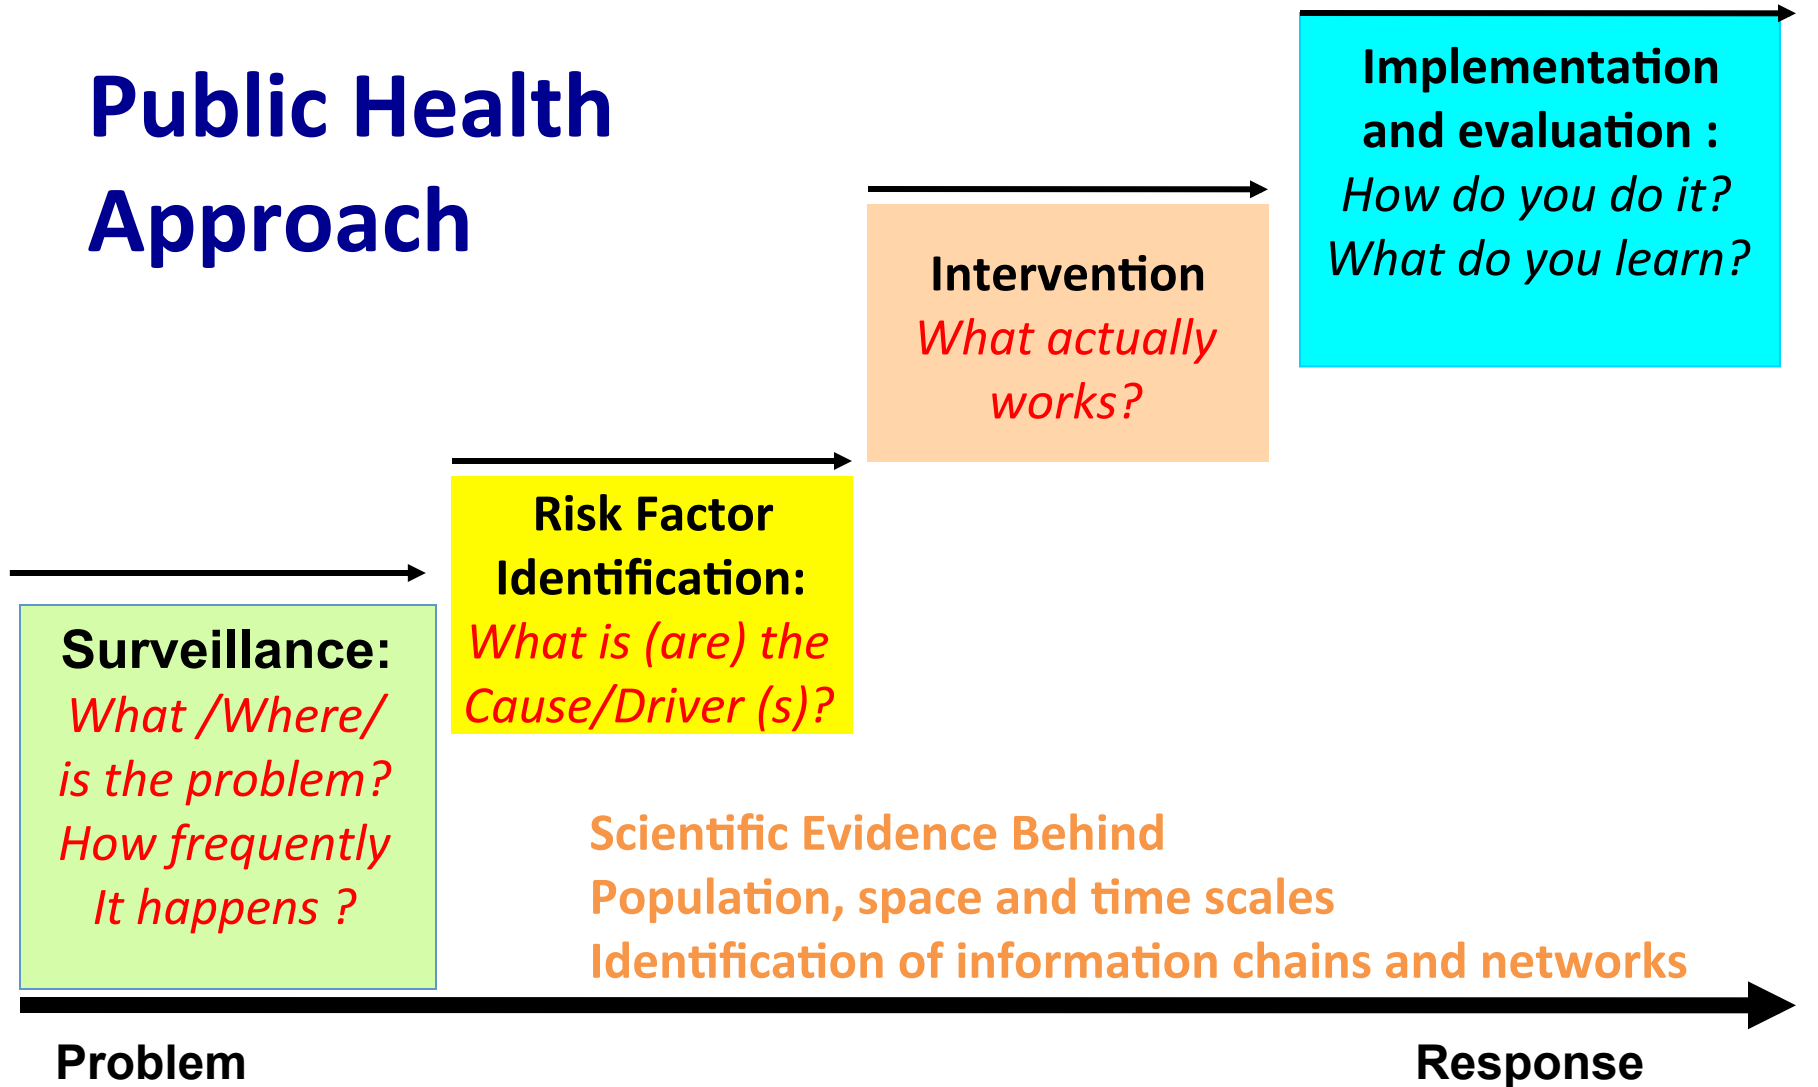 Public Health
Approach
Surveillance:
What /Where/
is the problem?
How frequently
It happens ?
Risk Factor
Identification:
What is (are) the
Cause/Driver (s)?
Intervention
What actually
works?
Implementation
and evaluation :
How do you do it?
What do you learn?
Scientific Evidence Behind
Population, space and time scales
Identification of information chains and networks
Problem
Response